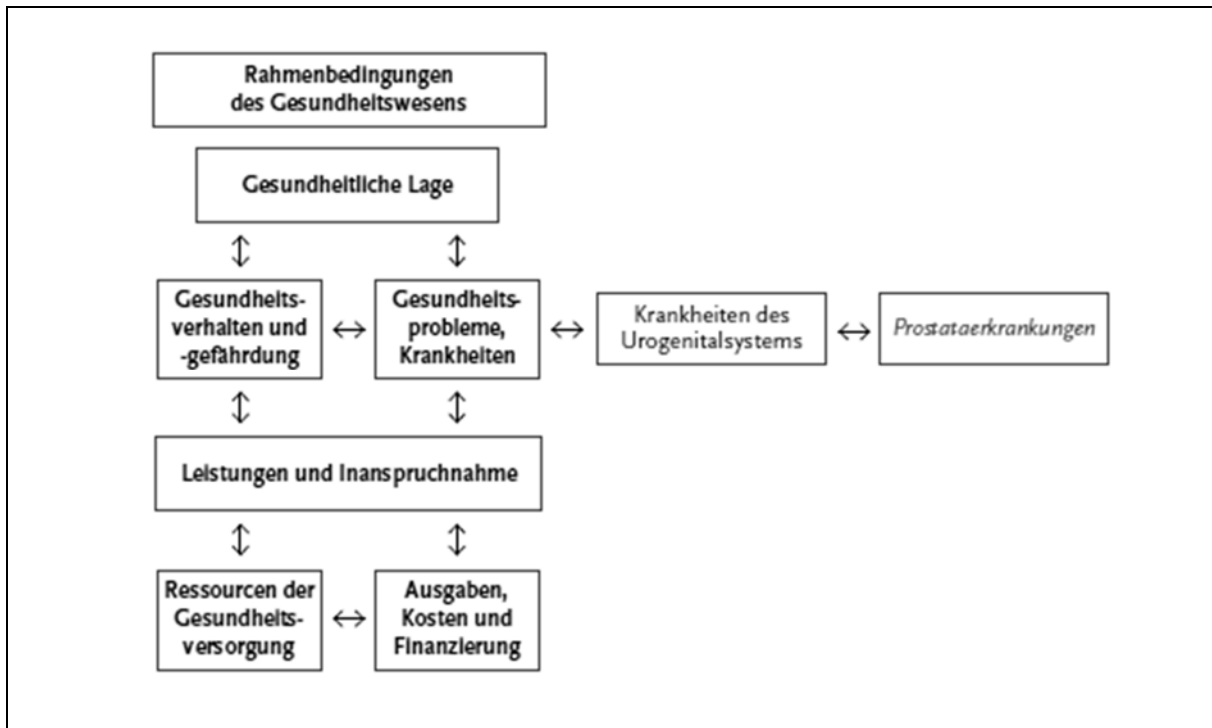 Rahmenbedingungen
des Gesundheitswesens
Gesundheitliche Lage
Gesundheits-
verhalten und
-gefährdung
Gesundheits-
probleme,
Krankheiten
Krankheiten des
Urogenitalsystems
Prostataerkrankungen
Leistungen und Inanspruchnahme
Ressourcen der
Gesundheits-
versorgung
Ausgaben,
Kosten und
Finanzierung